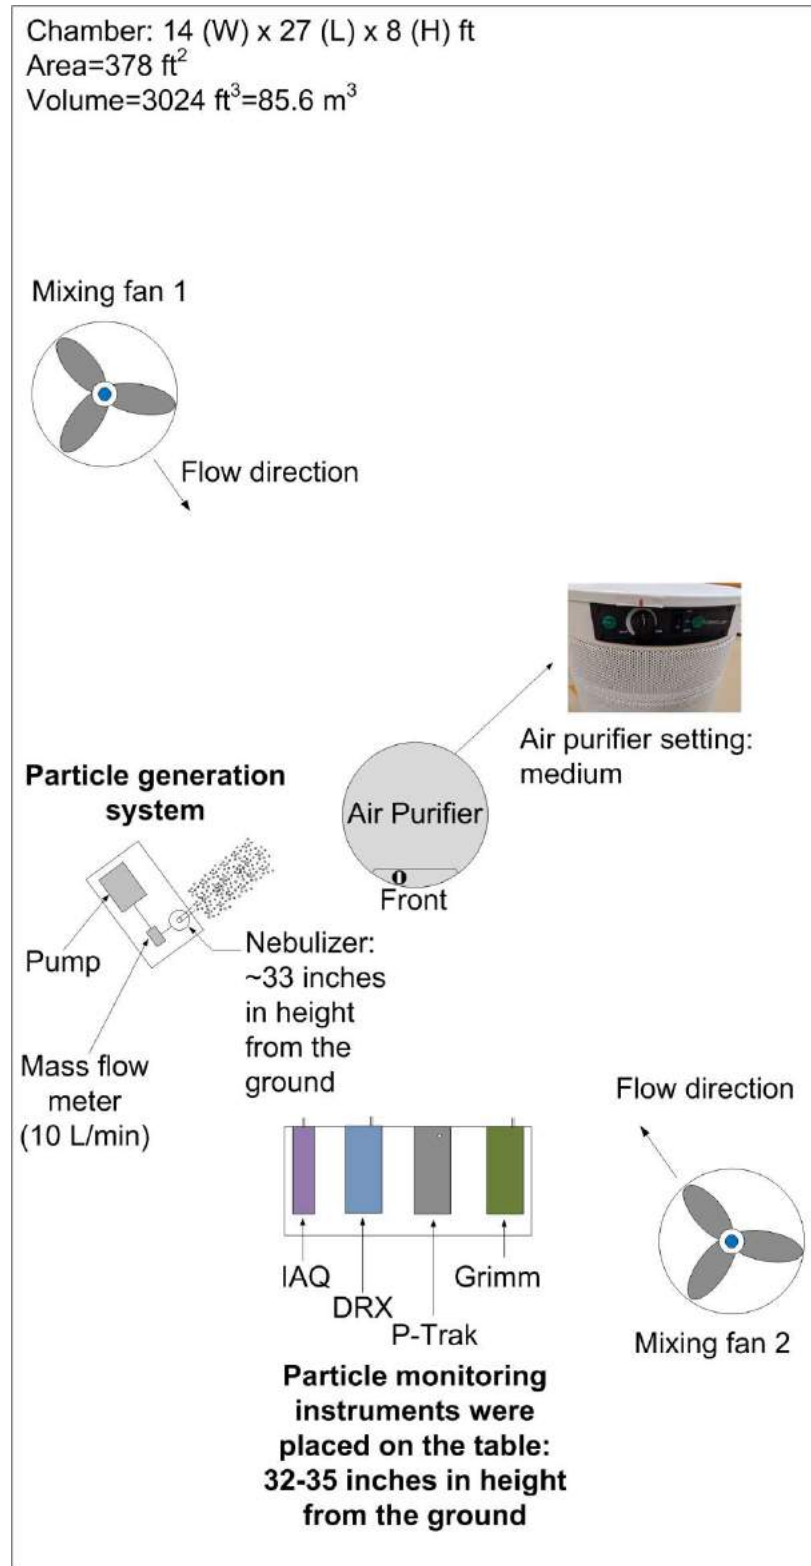 Chamber: 14 (W) x 27 (L) x 8 (H) ft
Area=378 ft²
Volume=3024 ft³=85.6 m³
Mixing fan 1
Flow direction
Air purifier setting:
medium
Particle generation
system
Air Purifier
Front
Pump
Nebulizer:
~33 inches
in height
from the
ground
Mass flow
meter
(10 L/min)
Flow direction
IAQ
DRX
P-Trak
Grimm
Mixing fan 2
Particle monitoring
instruments were
placed on the table:
32-35 inches in height
from the ground